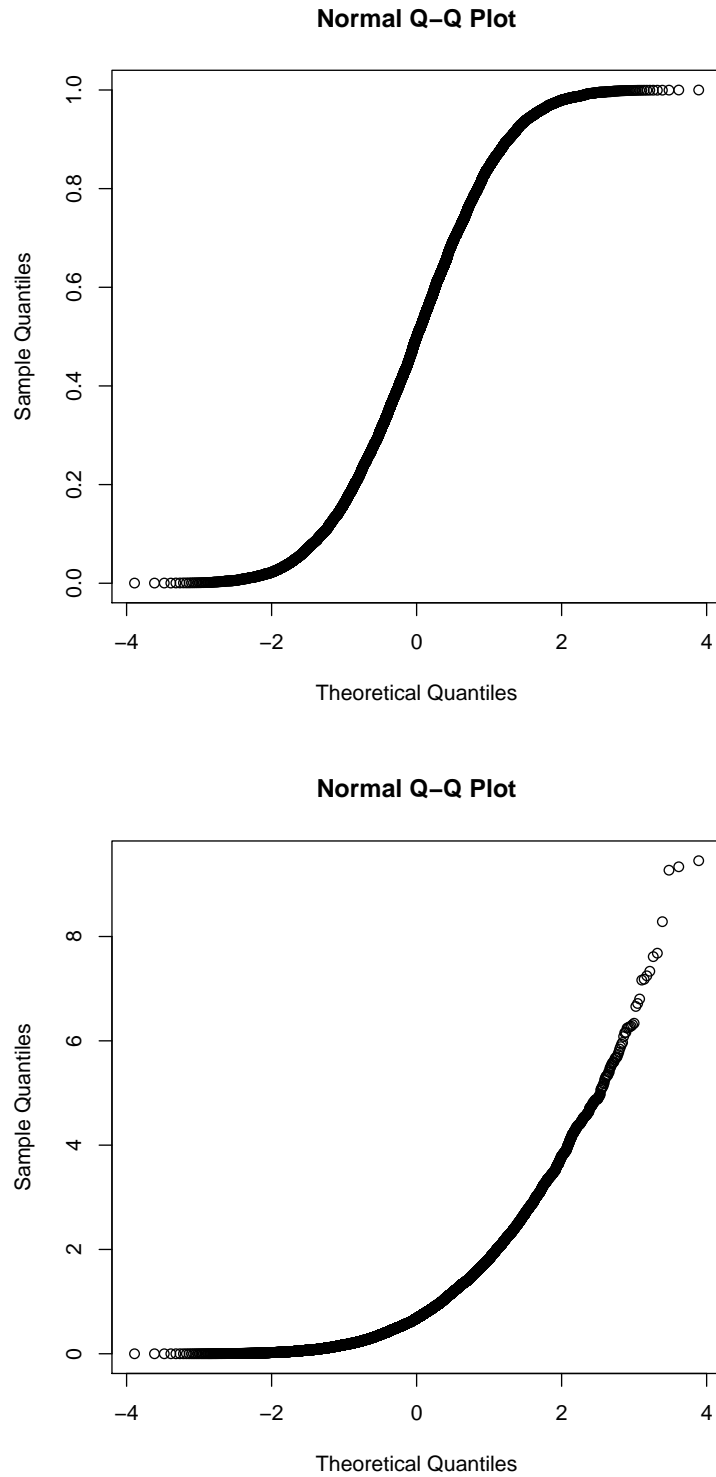 Normal Q−Q Plot
1.0
0.8
0.6
0.4
0.2
0.0
Sample Quantiles
−4 −2 0 2 4
Theoretical Quantiles
Normal Q−Q Plot
8
6
4
2
0
Sample Quantiles
−4 −2 0 2 4
Theoretical Quantiles